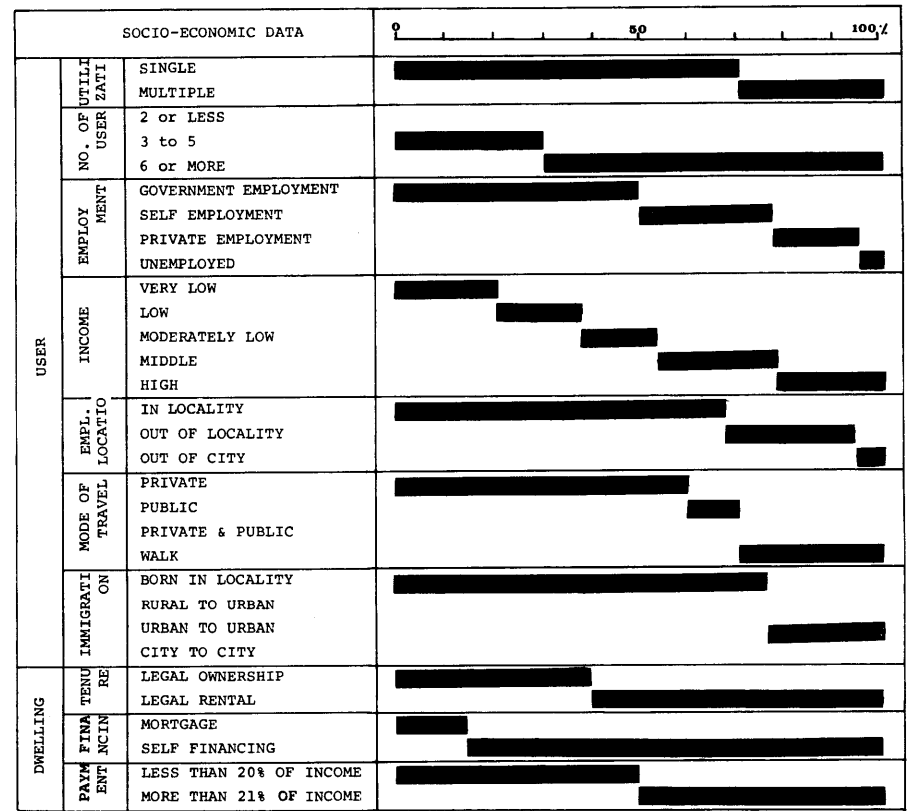 SOCIO-ECONOMIC DATA
0 50 100%
USER
UTILI
ZATI
SINGLE
MULTIPLE
NO. OF
USER
2 or LESS
3 to 5
6 or MORE
EMPLOY
MENT
GOVERNMENT EMPLOYMENT
SELF EMPLOYMENT
PRIVATE EMPLOYMENT
UNEMPLOYED
INCOME
VERY LOW
LOW
MODERATELY LOW
MIDDLE
HIGH
EMPL.
LOCATIO
IN LOCALITY
OUT OF LOCALITY
OUT OF CITY
MODE OF
TRAVEL
PRIVATE
PUBLIC
PRIVATE & PUBLIC
WALK
IMMIGRATI
ON
BORN IN LOCALITY
RURAL TO URBAN
URBAN TO URBAN
CITY TO CITY
DWELLING
TENU
RE
LEGAL OWNERSHIP
LEGAL RENTAL
FINA
NCIN
MORTGAGE
SELF FINANCING
PAYM
ENT
LESS THAN 20% OF INCOME
MORE THAN 21% OF INCOME